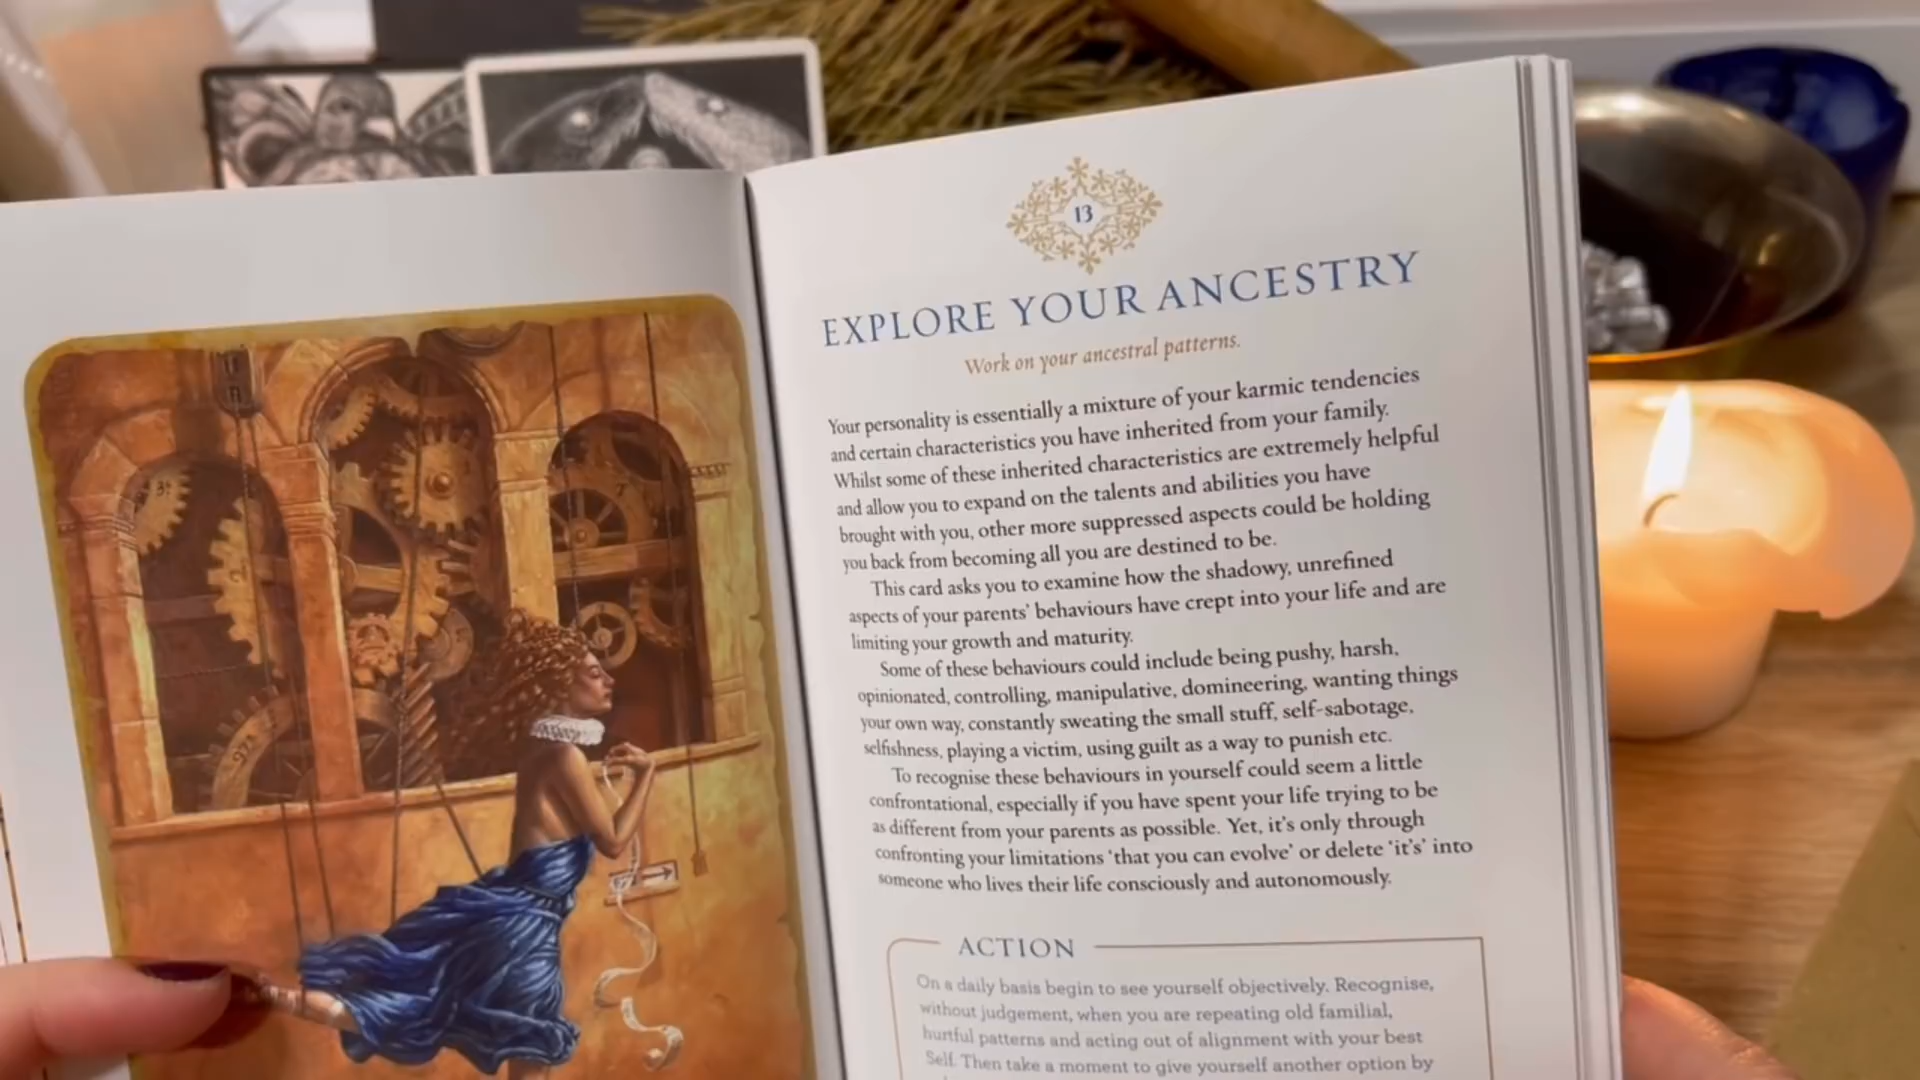 13
EXPLORE YOUR ANCESTRY
Work on your ancestral patterns.
Your personality is essentially a mixture of your karmic tendencies
and certain characteristics you have inherited from your family.
Whilst some of these inherited characteristics are extremely helpful
and allow you to expand on the talents and abilities you have
brought with you, other more suppressed aspects could be holding
you back from becoming all you are destined to be.
This card asks you to examine how the shadowy, unrefined
aspects of your parents' behaviours have crept into your life and are
limiting your growth and maturity.
Some of these behaviours could include being pushy, harsh,
opinionated, controlling, manipulative, domineering, wanting things
your own way, constantly sweating the small stuff, self-sabotage,
selfishness, playing a victim, using guilt as a way to punish etc.
To recognise these behaviours in yourself could seem a little
confrontational, especially if you have spent your life trying to be
as different from your parents as possible. Yet, it's only through
confronting your limitations 'that you can evolve' or delete 'it's' into
someone who lives their life consciously and autonomously.
ACTION
On a daily basis begin to see yourself objectively. Recognise,
without judgement, when you are repeating old familial,
hurtful patterns and acting out of alignment with your best
Self. Then take a moment to give yourself another option by